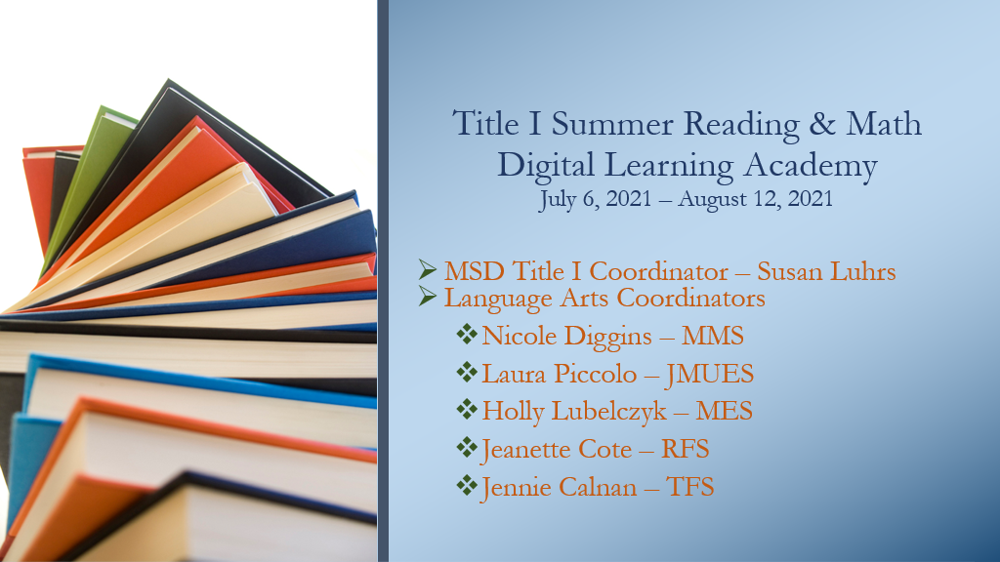 Title I Summer Reading & Math
Digital Learning Academy
July 6, 2021 – August 12, 2021
MSD Title I Coordinator – Susan Luhrs
Language Arts Coordinators
Nicole Diggins – MMS
Laura Piccolo – JMUES
Holly Lubelczyk – MES
Jeanette Cote – RFS
Jennie Calnan – TFS